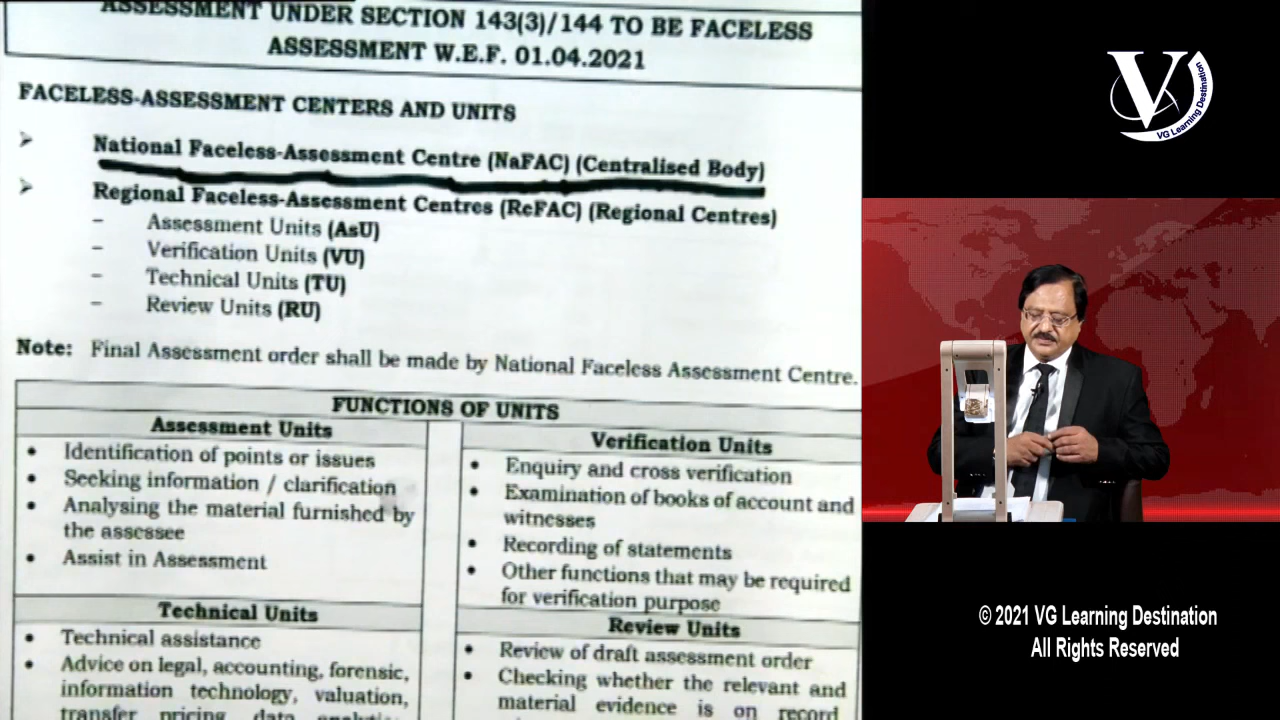 ASSESSMENT UNDER SECTION 143(3)/144 TO BE FACELESS
ASSESSMENT W.E.F. 01.04.2021
FACELESS-ASSESSMENT CENTERS AND UNITS
➢ National Faceless-Assessment Centre (NaFAC) (Centralised Body)
➢ Regional Faceless-Assessment Centres (ReFAC) (Regional Centres)
– Assessment Units (AsU)
– Verification Units (VU)
– Technical Units (TU)
– Review Units (RU)
Note: Final Assessment order shall be made by National Faceless Assessment Centre.
FUNCTIONS OF UNITS
Assessment Units
• Identification of points or issues
• Seeking information / clarification
• Analysing the material furnished by
the assessee
• Assist in Assessment
Verification Units
• Enquiry and cross verification
• Examination of books of account and
witnesses
• Recording of statements
• Other functions that may be required
for verification purpose
Technical Units
• Technical assistance
• Advice on legal, accounting, forensic,
information technology, valuation,
transfer pricing, data
Review Units
• Review of draft assessment order
• Checking whether the relevant and
material evidence is on record
V
VG Learning Destination
© 2021 VG Learning Destination
All Rights Reserved